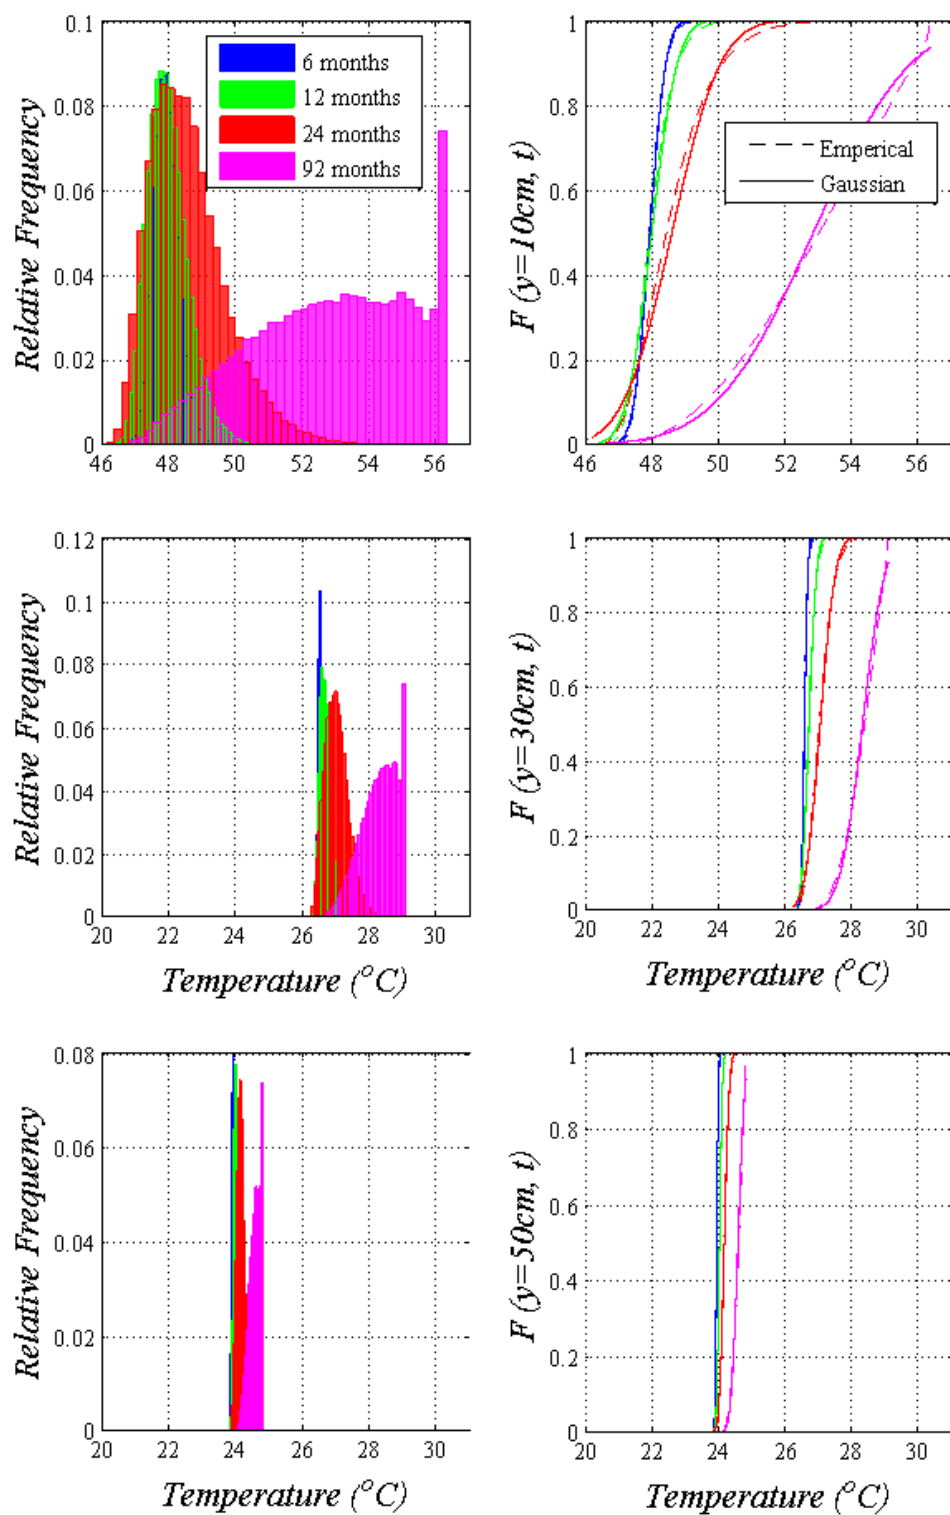 Relative Frequency
0.1
0.08
0.06
0.04
0.02
0
46 48 50 52 54 56
6 months
12 months
24 months
92 months
F (y=10cm, t)
1
0.8
0.6
0.4
0.2
0
46 48 50 52 54 56
Emperical
Gaussian
Relative Frequency
0.12
0.1
0.08
0.06
0.04
0.02
0
20 22 24 26 28 30
Temperature (°C)
F (y=30cm, t)
1
0.8
0.6
0.4
0.2
0
20 22 24 26 28 30
Temperature (°C)
Relative Frequency
0.08
0.06
0.04
0.02
0
20 22 24 26 28 30
Temperature (°C)
F (y=50cm, t)
1
0.8
0.6
0.4
0.2
0
20 22 24 26 28 30
Temperature (°C)